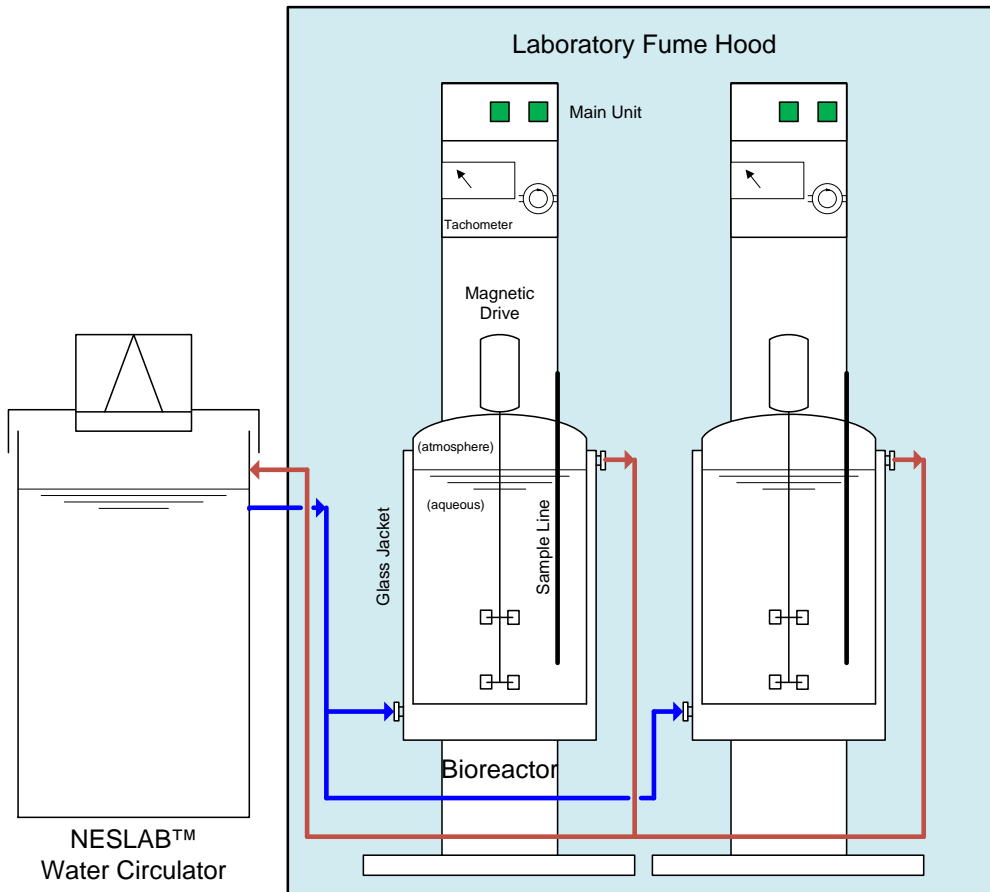 Laboratory Fume Hood
Main Unit
Tachometer
Magnetic
Drive
(atmosphere)
(aqueous)
Glass Jacket
Sample Line
Bioreactor
NESLAB™
Water Circulator